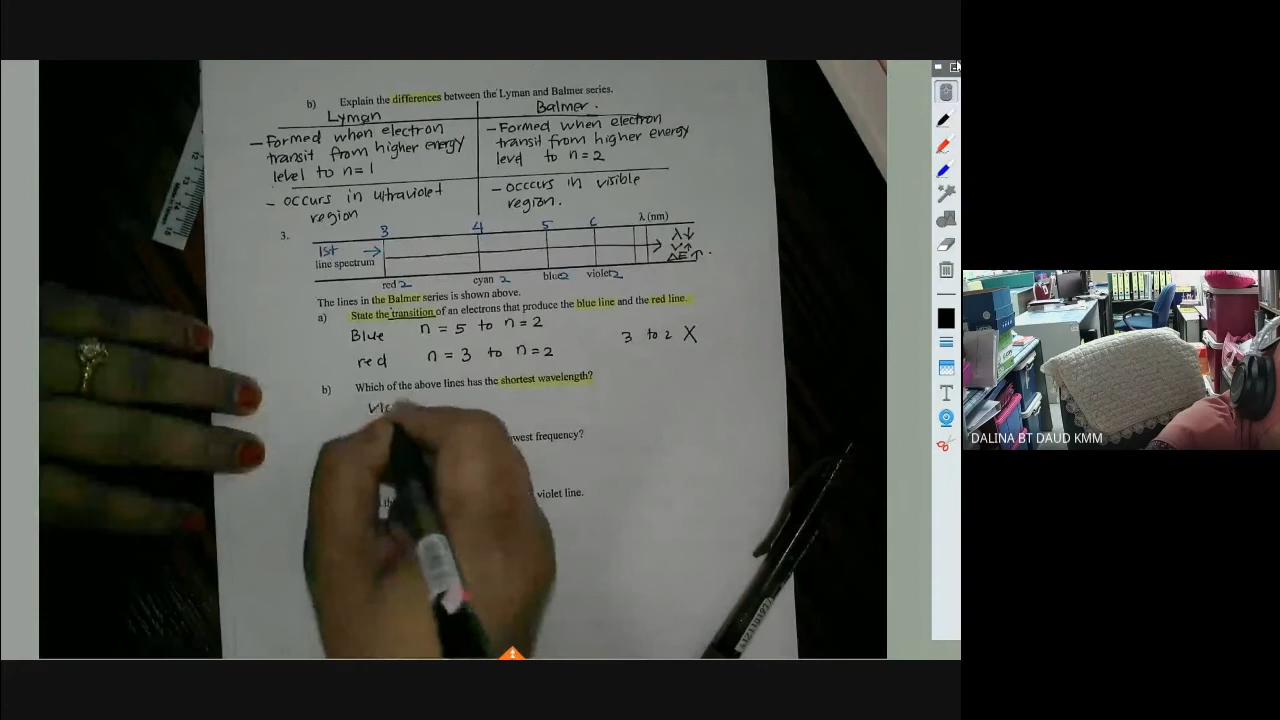 b) Explain the differences between the Lyman and Balmer series.
Lyman
Balmer.
- Formed when electron
transit from higher energy
level to n=1
- Formed when electron
transit from higher energy
level to n=2
- occurs in ultraviolet
region
- occcurs in visible
region.
3.
3 4 5 6 λ (nm)
1st →
line spectrum
λ↓
ν↑
ΔE↑.
red 2 cyan 2 blue2 violet2
The lines in the Balmer series is shown above.
a) State the transition of an electrons that produce the blue line and the red line.
Blue n = 5 to n = 2
3 to 2 X
red n = 3 to n = 2
b) Which of the above lines has the shortest wavelength?
west frequency?
violet line.
DALINA BT DAUD KMM